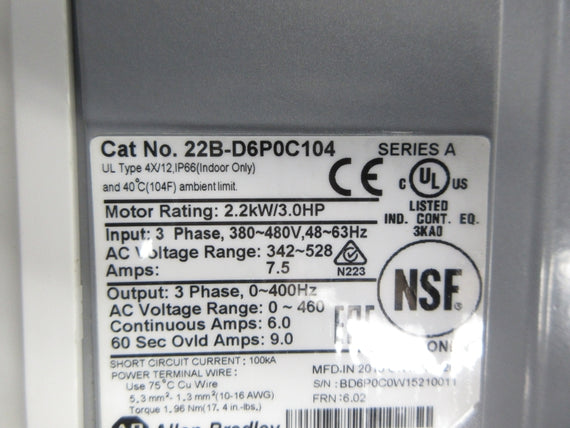 Cat No. 22B-D6P0C104 SERIES A
UL Type 4X/12,IP66(Indoor Only)
and 40°C(104F) ambient limit.
CE
C UL US
LISTED
IND. CONT. EQ.
3KA0
Motor Rating: 2.2kW/3.0HP
Input: 3 Phase, 380~480V,48~63Hz
AC Voltage Range: 342~528
Amps: 7.5
N223
NSF®
Output: 3 Phase, 0~400Hz
AC Voltage Range: 0 ~ 460
Continuous Amps: 6.0
60 Sec Ovld Amps: 9.0
EAC
SHORT CIRCUIT CURRENT: 100kA
POWER TERMINAL WIRE:
Use 75°C Cu Wire
5.3 mm²- 1.3 mm²(10-16 AWG)
Torque 1.96 Nm(17.4 in.-lbs.)
MFD.IN
S/N: BD6P0C0W15210011
FRN:6.02
AB Allen-Bradley